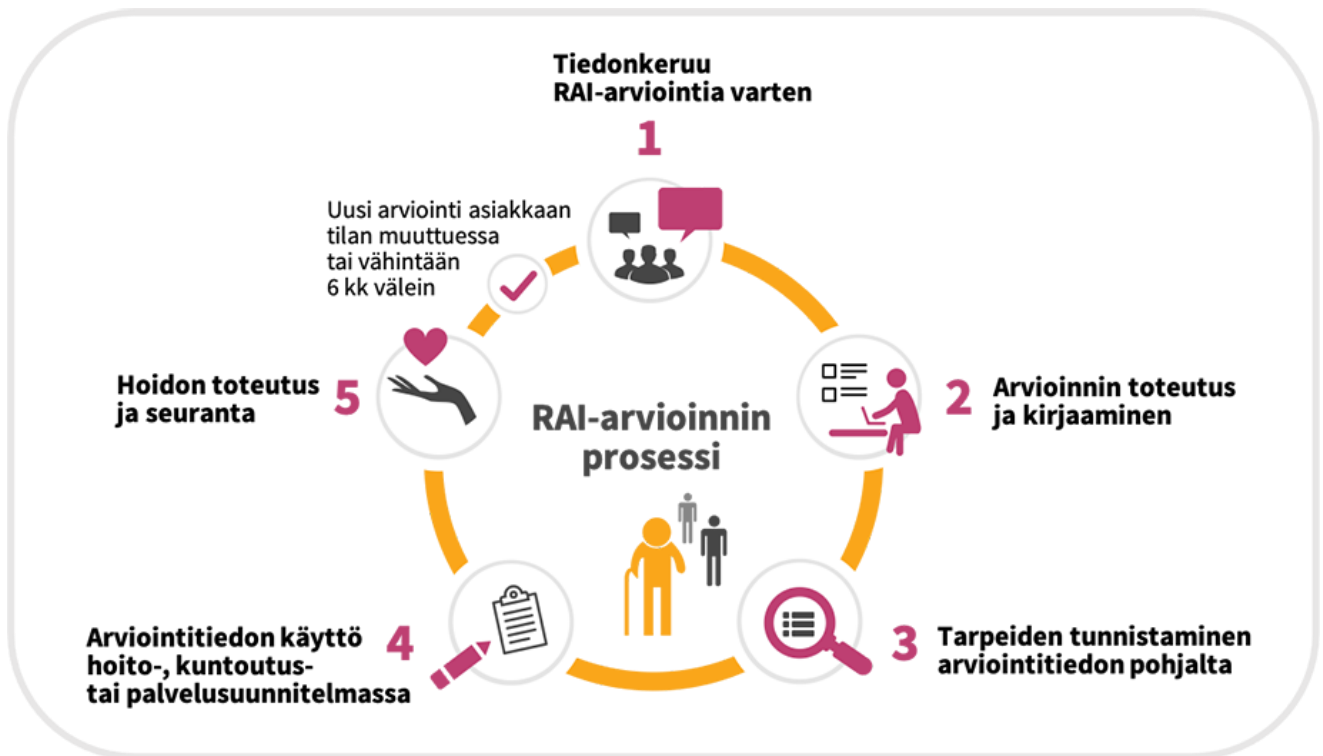 Tiedonkeruu
RAI-arviointia varten
1
Uusi arviointi asiakkaan
tilan muuttuessa
tai vähintään
6 kk välein
Hoidon toteutus
ja seuranta
5
RAI-arvioinnin
prosessi
2
Arvioinnin toteutus
ja kirjaaminen
Arviointitiedon käyttö
hoito-, kuntoutus-
tai palvelusuunnitelmassa
4
3
Tarpeiden tunnistaminen
arviointitiedon pohjalta